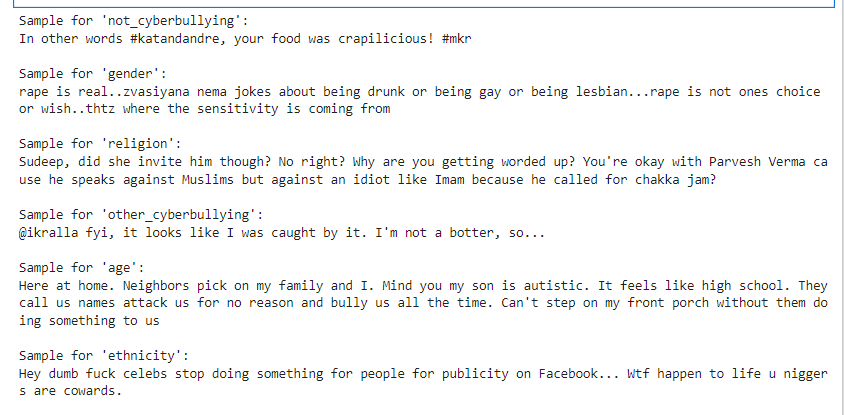 Sample for 'not_cyberbullying':
In other words #katandandre, your food was crapilicious! #mkr
Sample for 'gender':
rape is real..zvasiyana nema jokes about being drunk or being gay or being lesbian...rape is not ones choice
or wish..thtz where the sensitivity is coming from
Sample for 'religion':
Sudeep, did she invite him though? No right? Why are you getting worded up? You're okay with Parvesh Verma ca
use he speaks against Muslims but against an idiot like Imam because he called for chakka jam?
Sample for 'other_cyberbullying':
@ikralla fyi, it looks like I was caught by it. I'm not a botter, so...
Sample for 'age':
Here at home. Neighbors pick on my family and I. Mind you my son is autistic. It feels like high school. They
call us names attack us for no reason and bully us all the time. Can't step on my front porch without them do
ing something to us
Sample for 'ethnicity':
Hey dumb fuck celebs stop doing something for people for publicity on Facebook... Wtf happen to life u nigger
s are cowards.